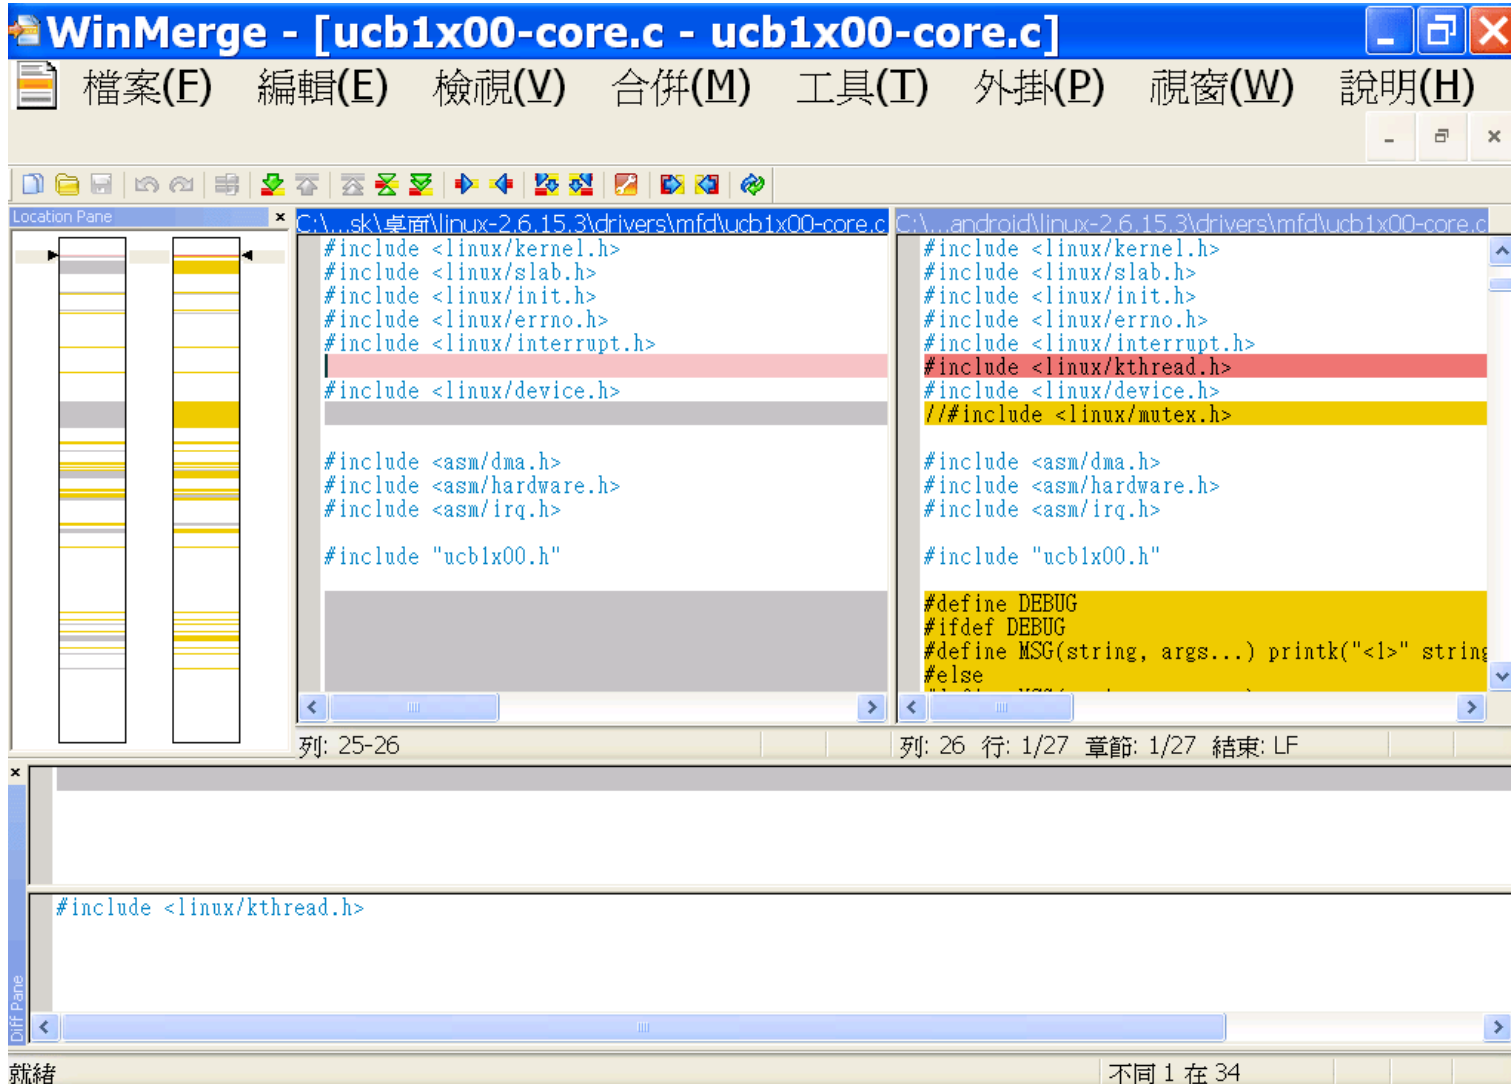 WinMerge - [ucb1x00-core.c - ucb1x00-core.c]
檔案(F) 編輯(E) 檢視(V) 合併(M) 工具(T) 外掛(P) 視窗(W) 說明(H)
Location Pane
C:\...sk\桌面\linux-2.6.15.3\drivers\mfd\ucb1x00-core.c
#include <linux/kernel.h>
#include <linux/slab.h>
#include <linux/init.h>
#include <linux/errno.h>
#include <linux/interrupt.h>
#include <linux/device.h>
#include <asm/dma.h>
#include <asm/hardware.h>
#include <asm/irq.h>
#include "ucb1x00.h"
列: 25-26
C:\...android\linux-2.6.15.3\drivers\mfd\ucb1x00-core.c
#include <linux/kernel.h>
#include <linux/slab.h>
#include <linux/init.h>
#include <linux/errno.h>
#include <linux/interrupt.h>
#include <linux/kthread.h>
#include <linux/device.h>
//#include <linux/mutex.h>
#include <asm/dma.h>
#include <asm/hardware.h>
#include <asm/irq.h>
#include "ucb1x00.h"
#define DEBUG
#ifdef DEBUG
#define MSG(string, args...) printk("<1>" string
#else
列: 26 行: 1/27 章節: 1/27 結束: LF
Diff Pane
#include <linux/kthread.h>
就緒
不同 1 在 34